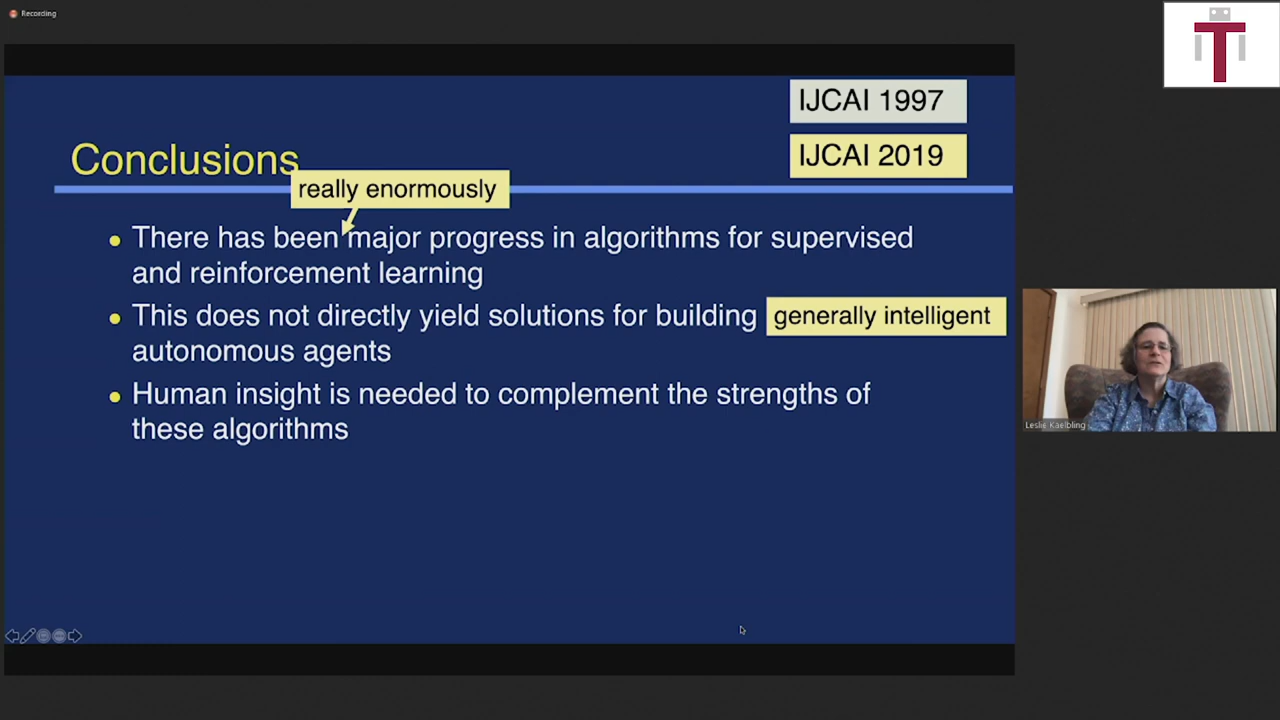 Recording
T
IJCAI 1997
IJCAI 2019
Conclusions
really enormously
There has been major progress in algorithms for supervised
and reinforcement learning
This does not directly yield solutions for building generally intelligent
autonomous agents
Human insight is needed to complement the strengths of
these algorithms
Leslie Kaelbling